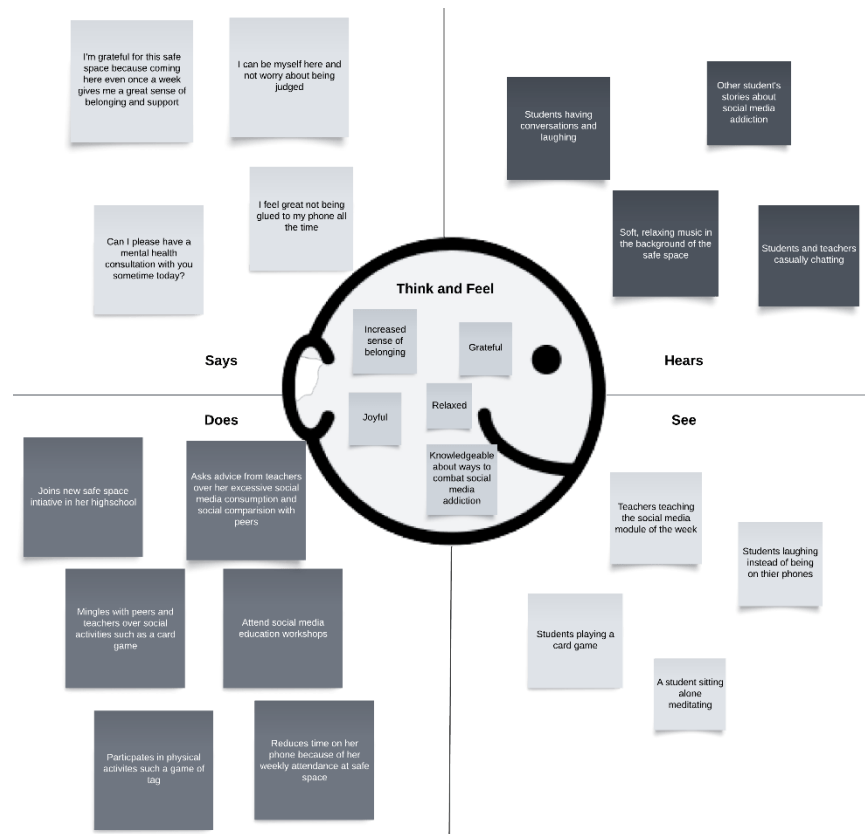 I'm grateful for this safe
space because coming
here even once a week
gives me a great sense of
belonging and support
I can be myself here and
not worry about being
judged
Can I please have a
mental health
consultation with you
sometime today?
I feel great not being
glued to my phone all
the time
Says
Students having
conversations and
laughing
Other student's
stories about
social media
addiction
Soft, relaxing music in
the background of the
safe space
Students and teachers
casually chatting
Hears
Think and Feel
Increased
sense of
belonging
Grateful
Joyful
Relaxed
Knowledgeable
about ways to
combat social
media
addiction
Does
Joins new safe space
intiative in her highschool
Asks advice from teachers
over her excessive social
media consumption and
social comparision with
peers
Mingles with peers and
teachers over social
activities such as a card
game
Attend social media
education workshops
Particpates in physical
activites such a game of
tag
Reduces time on her
phone because of her
weekly attendance at safe
space
See
Teachers teaching
the social media
module of the week
Students laughing
instead of being
on thier phones
Students playing a
card game
A student sitting
alone
meditating